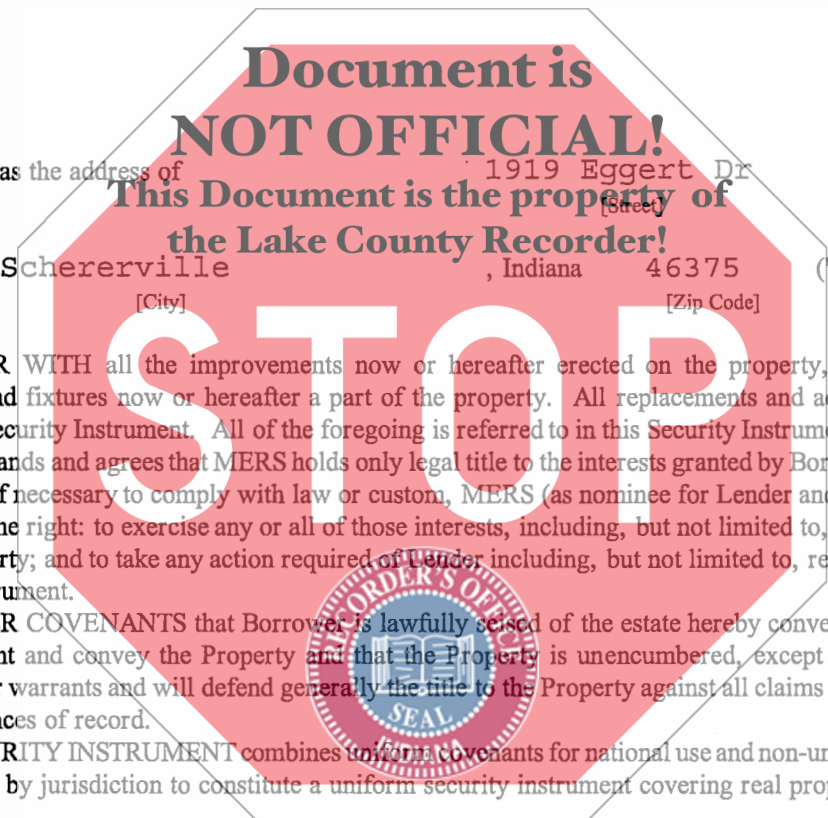 Document is
NOT OFFICIAL!
as the address of 1919 Eggert Dr
This Document is the property of
[Street]
the Lake County Recorder!
Schererville , Indiana 46375 (
[City] [Zip Code]
STOP
R WITH all the improvements now or hereafter erected on the property,
nd fixtures now or hereafter a part of the property. All replacements and a
ecurity Instrument. All of the foregoing is referred to in this Security Instrume
ands and agrees that MERS holds only legal title to the interests granted by Bor
f necessary to comply with law or custom, MERS (as nominee for Lender and
he right: to exercise any or all of those interests, including, but not limited to,
rty; and to take any action required of Lender including, but not limited to, re
rument.
RECORDER'S OFFICE
R COVENANTS that Borrower is lawfully seised of the estate hereby conve
nt and convey the Property and that the Property is unencumbered, except
r warrants and will defend generally the title to the Property against all claims
SEAL
ces of record.
RITY INSTRUMENT combines uniform covenants for national use and non-un
by jurisdiction to constitute a uniform security instrument covering real prop